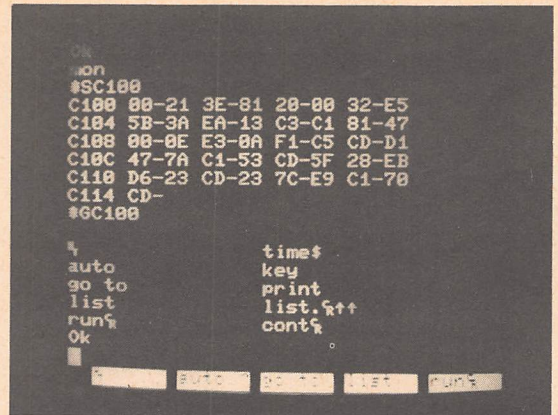 Ok
mon
*SC100
C100 00-21 3E-81 20-00 32-E5
C104 5B-3A EA-13 C3-C1 81-47
C108 08-0E E3-0A F1-C5 CD-D1
C10C 47-7A C1-53 CD-5F 28-EB
C110 D6-23 CD-23 7C-E9 C1-70
C114 CD-
*GC100
time$
auto key
go to print
list list.␍↑↑
run␍ cont␍
Ok
auto go to list run␍